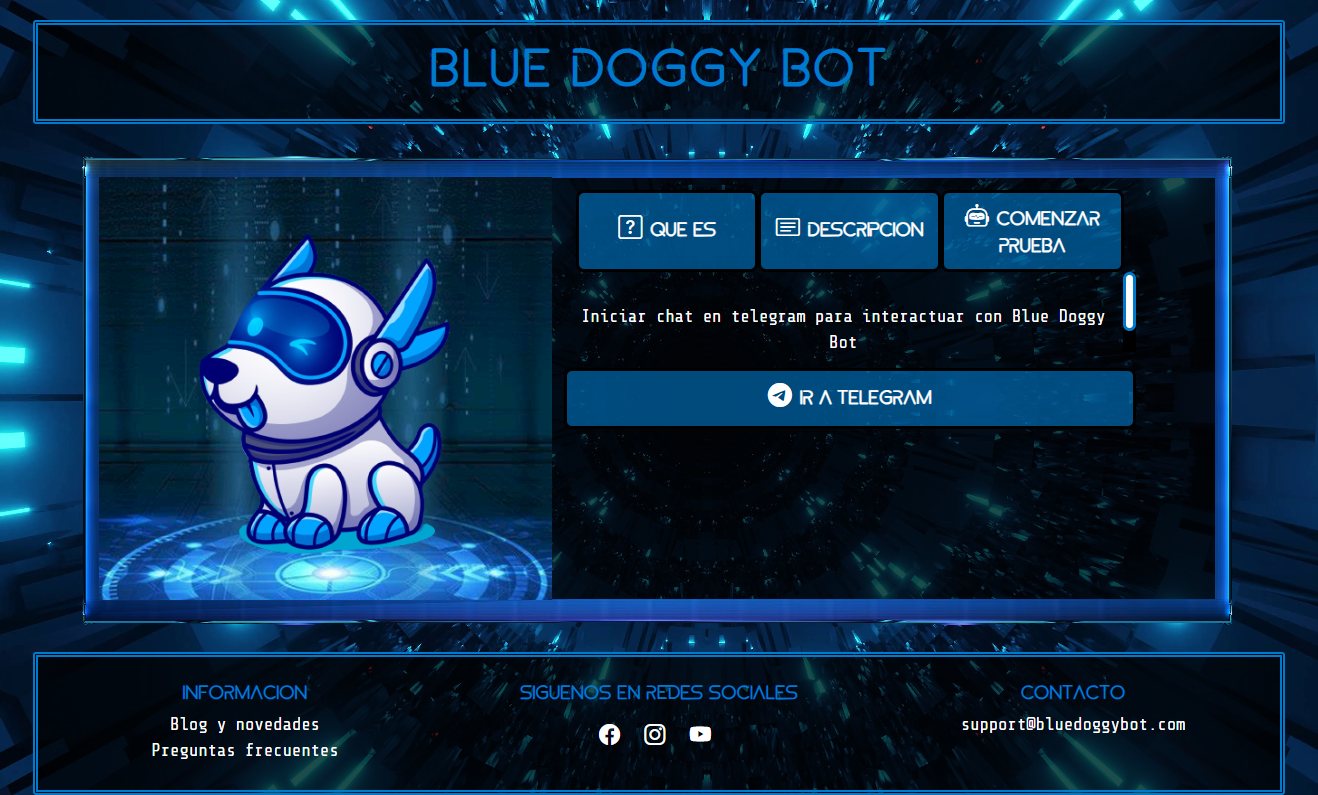 BLUE DOGGY BOT
QUE ES
DESCRIPCION
COMENZAR
PRUEBA
Iniciar chat en telegram para interactuar con Blue Doggy
Bot
IR A TELEGRAM
INFORMACION
Blog y novedades
Preguntas frecuentes
SIGUENOS EN REDES SOCIALES
CONTACTO
support@bluedoggybot.com